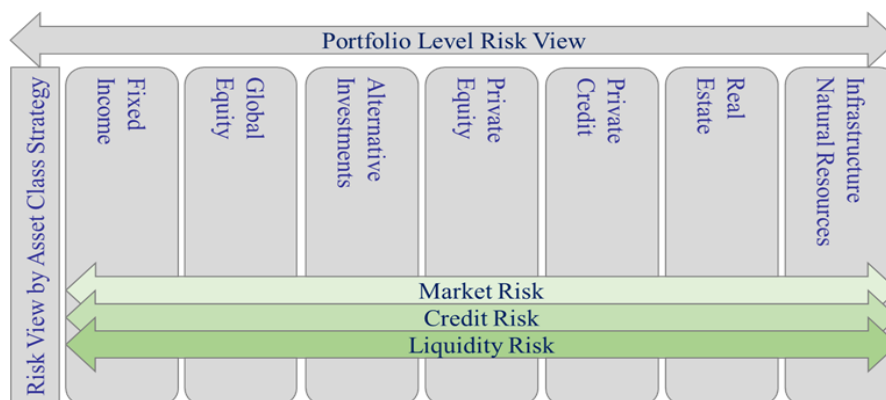 Portfolio Level Risk View
Risk View by Asset Class Strategy
Fixed
Income
Global
Equity
Alternative
Investments
Private
Equity
Private
Credit
Real
Estate
Infrastructure
Natural Resources
Market Risk
Credit Risk
Liquidity Risk